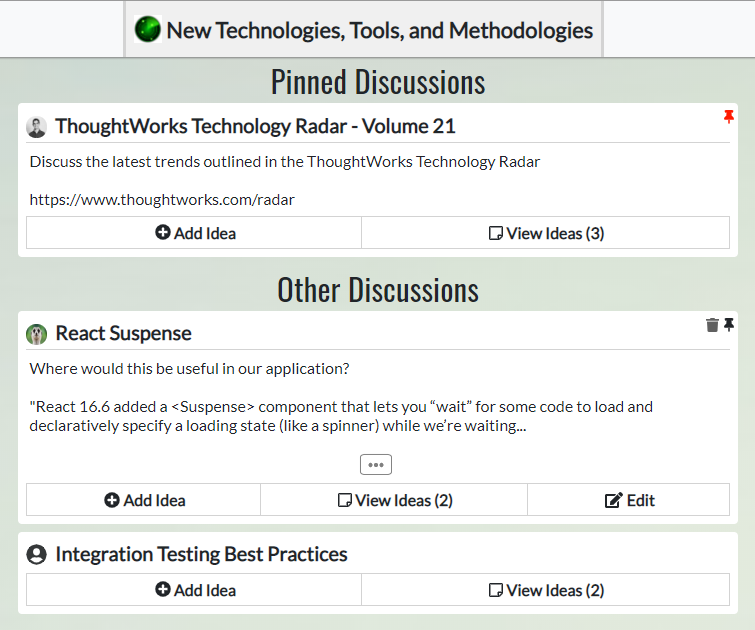 New Technologies, Tools, and Methodologies
Pinned Discussions
ThoughtWorks Technology Radar - Volume 21
Discuss the latest trends outlined in the ThoughtWorks Technology Radar
https://www.thoughtworks.com/radar
Add Idea
View Ideas (3)
Other Discussions
React Suspense
Where would this be useful in our application?
"React 16.6 added a <Suspense> component that lets you “wait” for some code to load and
declaratively specify a loading state (like a spinner) while we’re waiting...
Add Idea
View Ideas (2)
Edit
Integration Testing Best Practices
Add Idea
View Ideas (2)